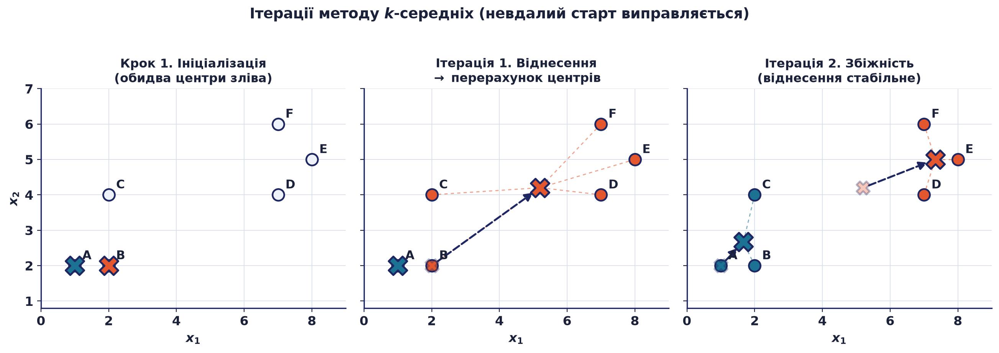 Ітерації методу k-середніх (невдалий старт виправляється)
Крок 1. Ініціалізація
(обидва центри зліва)
7
6
5
4
3
2
1
x₂
F
E
D
C
A
B
0
2
4
6
8
x₁
Ітерація 1. Віднесення
→ перерахунок центрів
F
E
D
C
A
B
0
2
4
6
8
x₁
Ітерація 2. Збіжність
(віднесення стабільне)
F
E
D
C
A
B
0
2
4
6
8
x₁